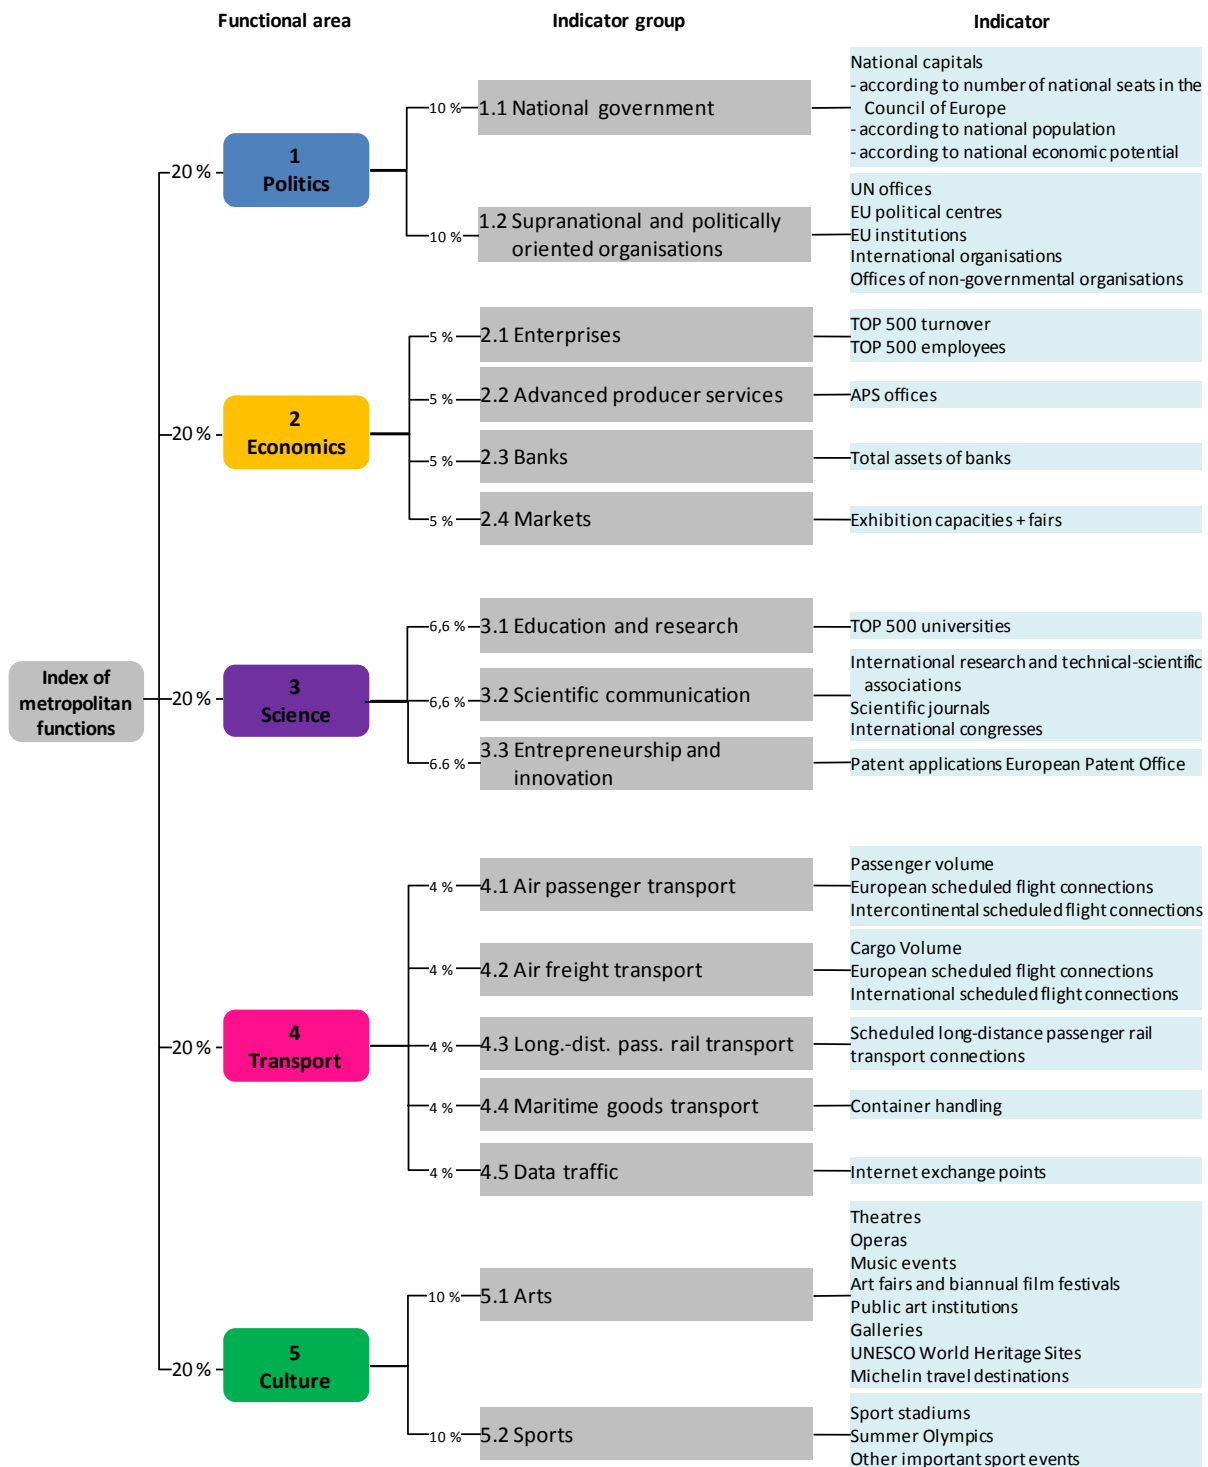 Functional area
Indicator group
Indicator
Index of
metropolitan
functions
20 %
1
Politics
10 %
1.1 National government
National capitals
- according to number of national seats in the
Council of Europe
- according to national population
- according to national economic potential
10 %
1.2 Supranational and politically
oriented organisations
UN offices
EU political centres
EU institutions
International organisations
Offices of non-governmental organisations
20 %
2
Economics
5 %
2.1 Enterprises
TOP 500 turnover
TOP 500 employees
5 %
2.2 Advanced producer services
APS offices
5 %
2.3 Banks
Total assets of banks
5 %
2.4 Markets
Exhibition capacities + fairs
20 %
3
Science
6,6 %
3.1 Education and research
TOP 500 universities
6,6 %
3.2 Scientific communication
International research and technical-scientific
associations
Scientific journals
International congresses
6.6 %
3.3 Entrepreneurship and
innovation
Patent applications European Patent Office
20 %
4
Transport
4 %
4.1 Air passenger transport
Passenger volume
European scheduled flight connections
Intercontinental scheduled flight connections
4 %
4.2 Air freight transport
Cargo Volume
European scheduled flight connections
International scheduled flight connections
4 %
4.3 Long.-dist. pass. rail transport
Scheduled long-distance passenger rail
transport connections
4 %
4.4 Maritime goods transport
Container handling
4 %
4.5 Data traffic
Internet exchange points
20 %
5
Culture
10 %
5.1 Arts
Theatres
Operas
Music events
Art fairs and biannual film festivals
Public art institutions
Galleries
UNESCO World Heritage Sites
Michelin travel destinations
10 %
5.2 Sports
Sport stadiums
Summer Olympics
Other important sport events